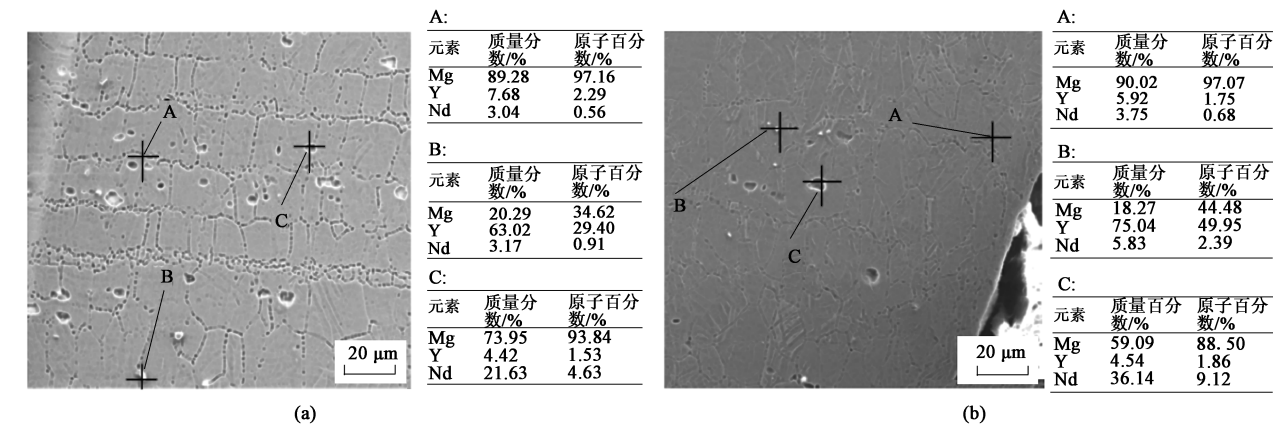 A:
元素 质量分数/% 原子百分数/%
Mg 89.28 97.16
Y 7.68 2.29
Nd 3.04 0.56
B:
元素 质量分数/% 原子百分数/%
Mg 20.29 34.62
Y 63.02 29.40
Nd 3.17 0.91
C:
元素 质量分数/% 原子百分数/%
Mg 73.95 93.84
Y 4.42 1.53
Nd 21.63 4.63
A
C
B
20 μm
(a)
A:
元素 质量分数/% 原子百分数/%
Mg 90.02 97.07
Y 5.92 1.75
Nd 3.75 0.68
B:
元素 质量分数/% 原子百分数/%
Mg 18.27 44.48
Y 75.04 49.95
Nd 5.83 2.39
C:
元素 质量百分数/% 原子百分数/%
Mg 59.09 88.50
Y 4.54 1.86
Nd 36.14 9.12
A
B
C
20 μm
(b)